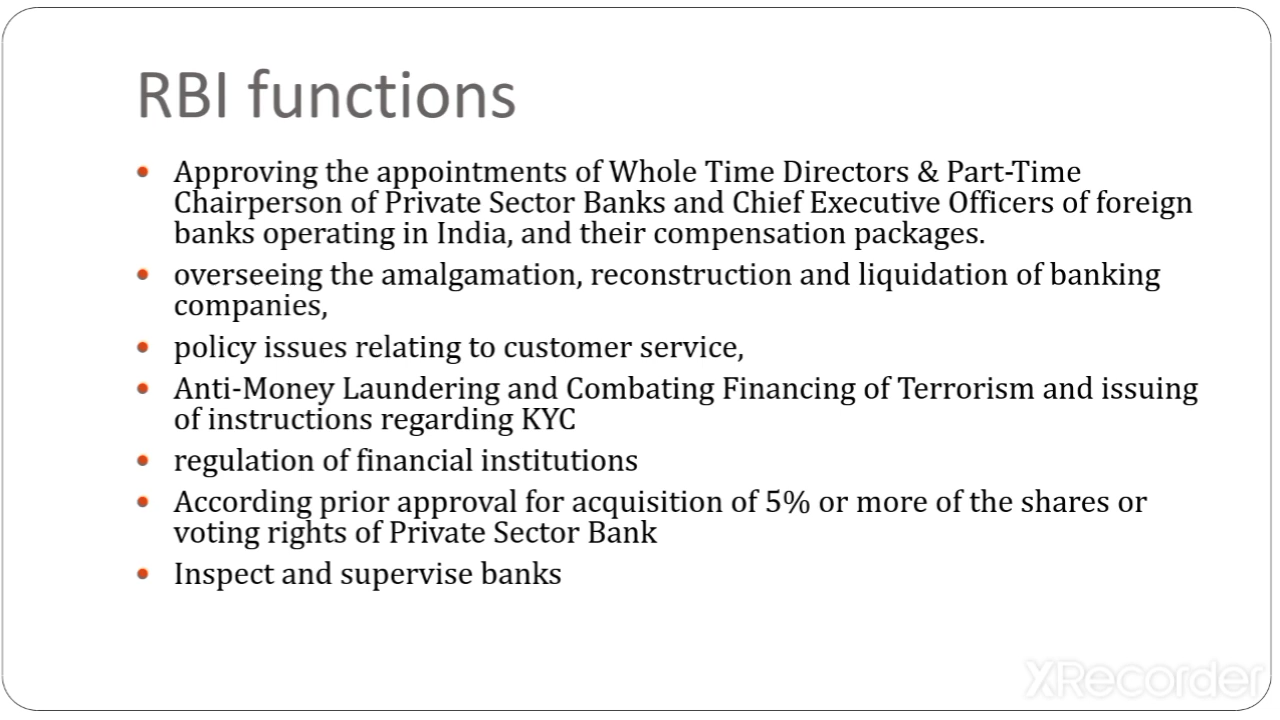 RBI functions
Approving the appointments of Whole Time Directors & Part-Time
Chairperson of Private Sector Banks and Chief Executive Officers of foreign
banks operating in India, and their compensation packages.
overseeing the amalgamation, reconstruction and liquidation of banking
companies,
policy issues relating to customer service,
Anti-Money Laundering and Combating Financing of Terrorism and issuing
of instructions regarding KYC
regulation of financial institutions
According prior approval for acquisition of 5% or more of the shares or
voting rights of Private Sector Bank
Inspect and supervise banks
XRecorder